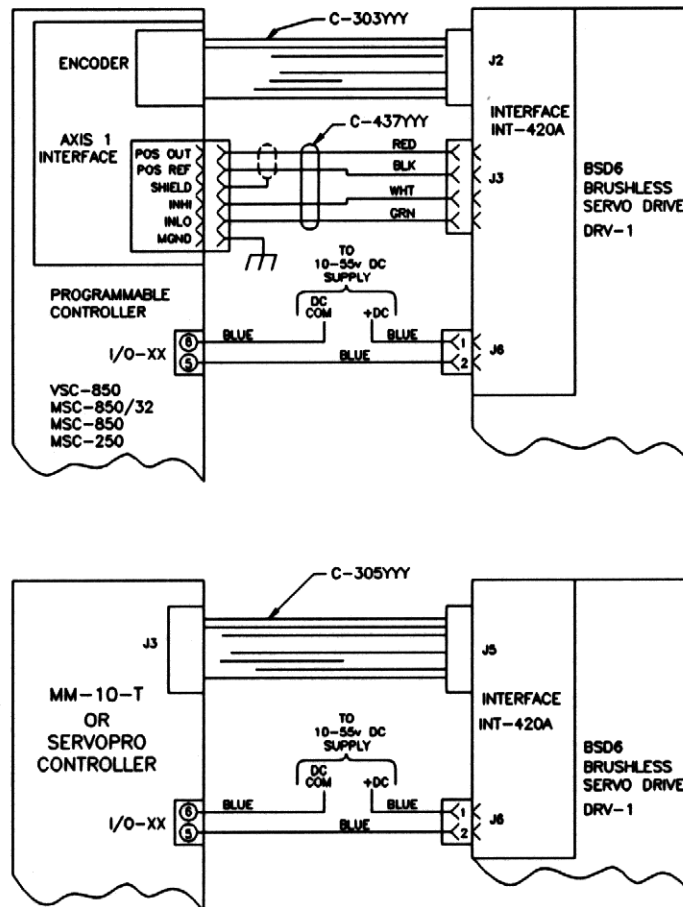 C-303YYY
ENCODER
J2
INTERFACE
INT-420A
C-437YYY
AXIS 1
INTERFACE
POS OUT
POS REF
SHIELD
INHI
INLO
MGND
RED
BLK
WHT
GRN
J3
BSD6
BRUSHLESS
SERVO DRIVE
DRV-1
TO
10-55v DC
SUPPLY
DC
COM
+DC
PROGRAMMABLE
CONTROLLER
I/O-XX
6
5
BLUE
BLUE
BLUE
1
2
J6
VSC-850
MSC-850/32
MSC-850
MSC-250
C-305YYY
J3
J5
MM-10-T
OR
SERVOPRO
CONTROLLER
INTERFACE
INT-420A
TO
10-55v DC
SUPPLY
DC
COM
+DC
BSD6
BRUSHLESS
SERVO DRIVE
DRV-1
I/O-XX
6
5
BLUE
BLUE
BLUE
1
2
J6